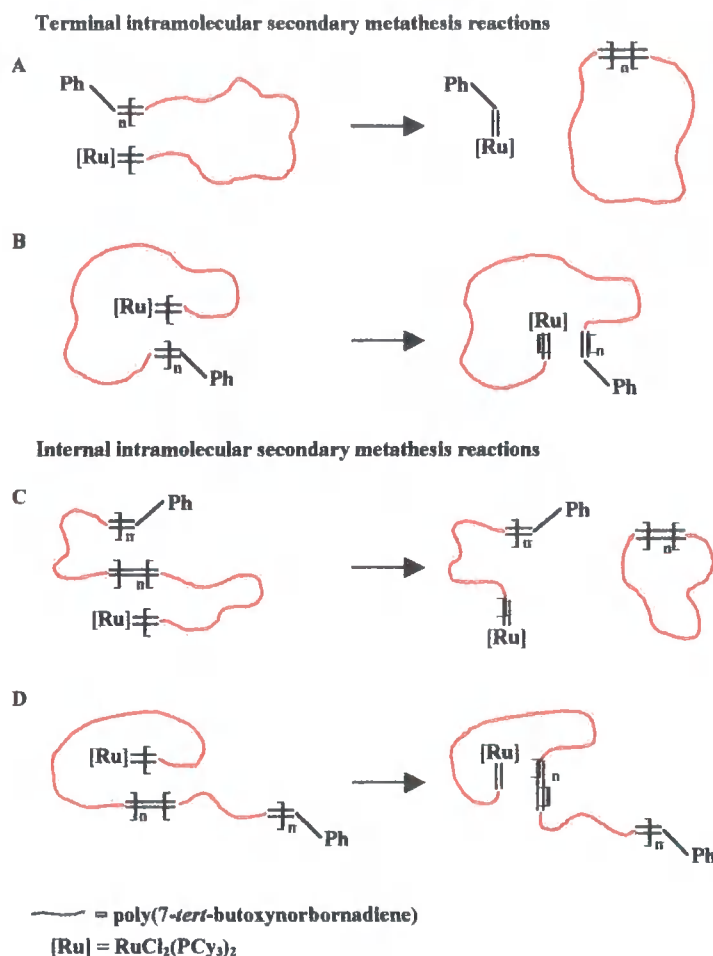 Terminal intramolecular secondary metathesis reactions
A
Ph
n
[Ru]
Ph
[Ru]
n
B
[Ru]
n
Ph
[Ru]
n
Ph
Internal intramolecular secondary metathesis reactions
C
Ph
n
n
[Ru]
Ph
n
[Ru]
n
D
[Ru]
n
n
Ph
[Ru]
n
n
Ph
= poly(7-tert-butoxynorbornadiene)
[Ru] = RuCl₂(PCy₃)₂